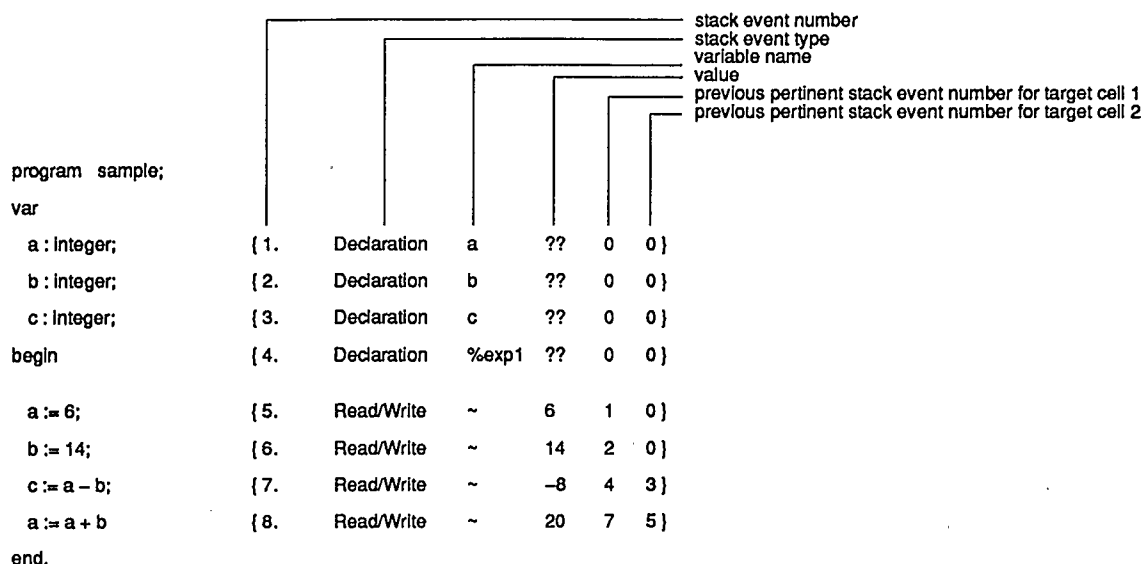 stack event number
stack event type
variable name
value
previous pertinent stack event number for target cell 1
previous pertinent stack event number for target cell 2
program sample;
var
a : integer; { 1. Declaration a ?? 0 0 }
b : integer; { 2. Declaration b ?? 0 0 }
c : integer; { 3. Declaration c ?? 0 0 }
begin { 4. Declaration %exp1 ?? 0 0 }
a := 6; { 5. Read/Write ~ 6 1 0 }
b := 14; { 6. Read/Write ~ 14 2 0 }
c := a – b; { 7. Read/Write ~ –8 4 3 }
a := a + b { 8. Read/Write ~ 20 7 5 }
end.